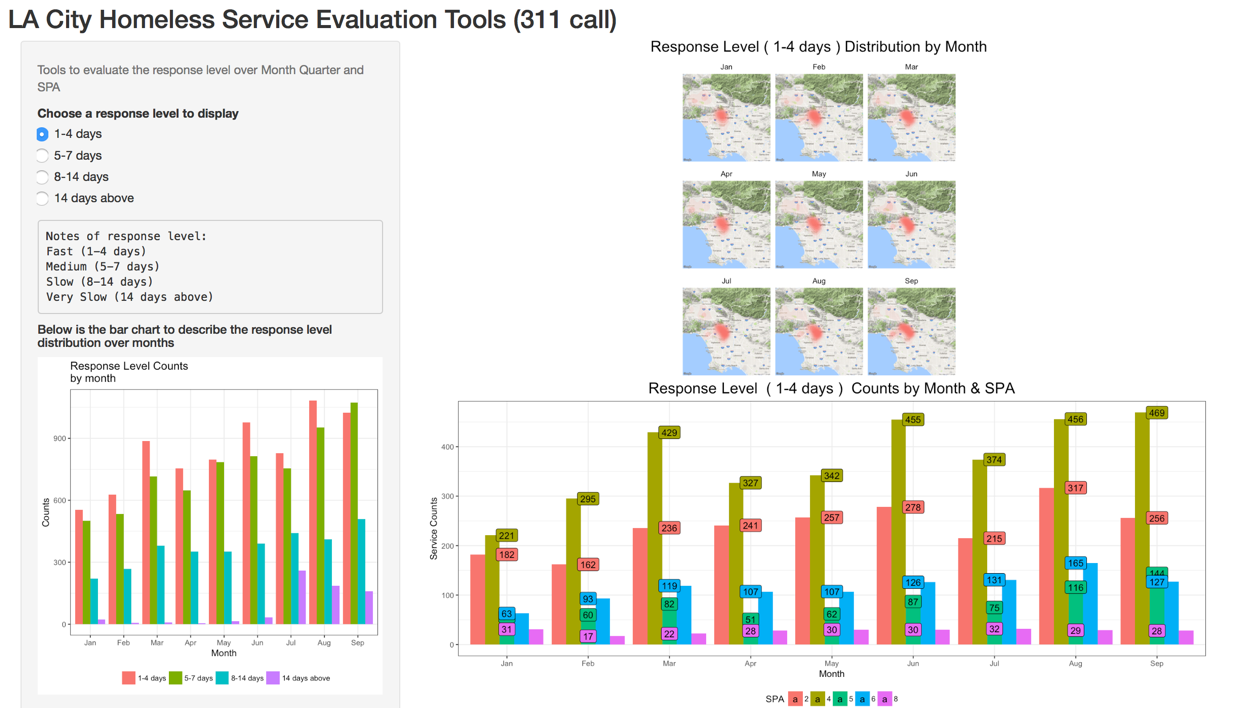 LA City Homeless Service Evaluation Tools (311 call)
Tools to evaluate the response level over Month Quarter and
SPA
Choose a response level to display
1-4 days
5-7 days
8-14 days
14 days above
Notes of response level:
Fast (1-4 days)
Medium (5-7 days)
Slow (8-14 days)
Very Slow (14 days above)
Below is the bar chart to describe the response level
distribution over months
Response Level Counts
by month
Counts
900
600
300
0
Jan Feb Mar Apr May Jun Jul Aug Sep
Month
1-4 days 5-7 days 8-14 days 14 days above
Response Level ( 1-4 days ) Distribution by Month
Jan Feb Mar
Apr May Jun
Jul Aug Sep
Response Level ( 1-4 days ) Counts by Month & SPA
Service Counts
400
300
200
100
0
221 295 429 327 342 455 374 456 469
182 162 236 241 257 278 215 317 256
63 93 119 107 107 126 131 165 127
60 82 51 62 87 75 116 144
31 17 22 28 30 30 32 29 28
Jan Feb Mar Apr May Jun Jul Aug Sep
Month
SPA a 2 a 4 a 5 a 6 a 8